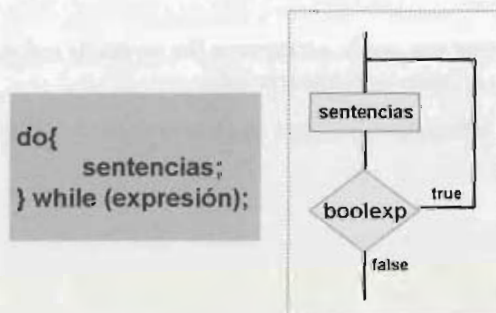 do{
sentencias;
} while (expresión);
sentencias
boolexp
true
false